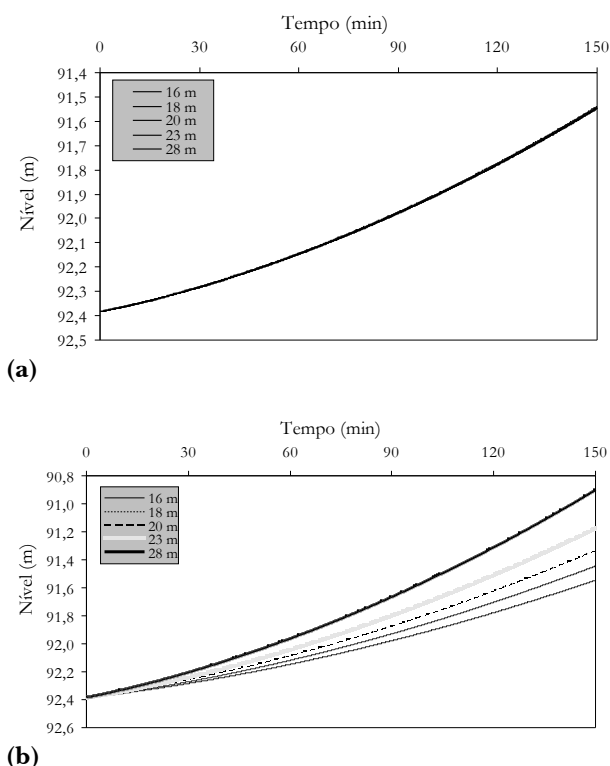 Tempo (min)
0 30 60 90 120 150
91,4
91,5
91,6
91,7
91,8
91,9
92,0
92,1
92,2
92,3
92,4
92,5
Nível (m)
16 m
18 m
20 m
23 m
28 m
(a)
Tempo (min)
0 30 60 90 120 150
90,8
91,0
91,2
91,4
91,6
91,8
92,0
92,2
92,4
92,6
Nível (m)
16 m
18 m
20 m
23 m
28 m
(b)